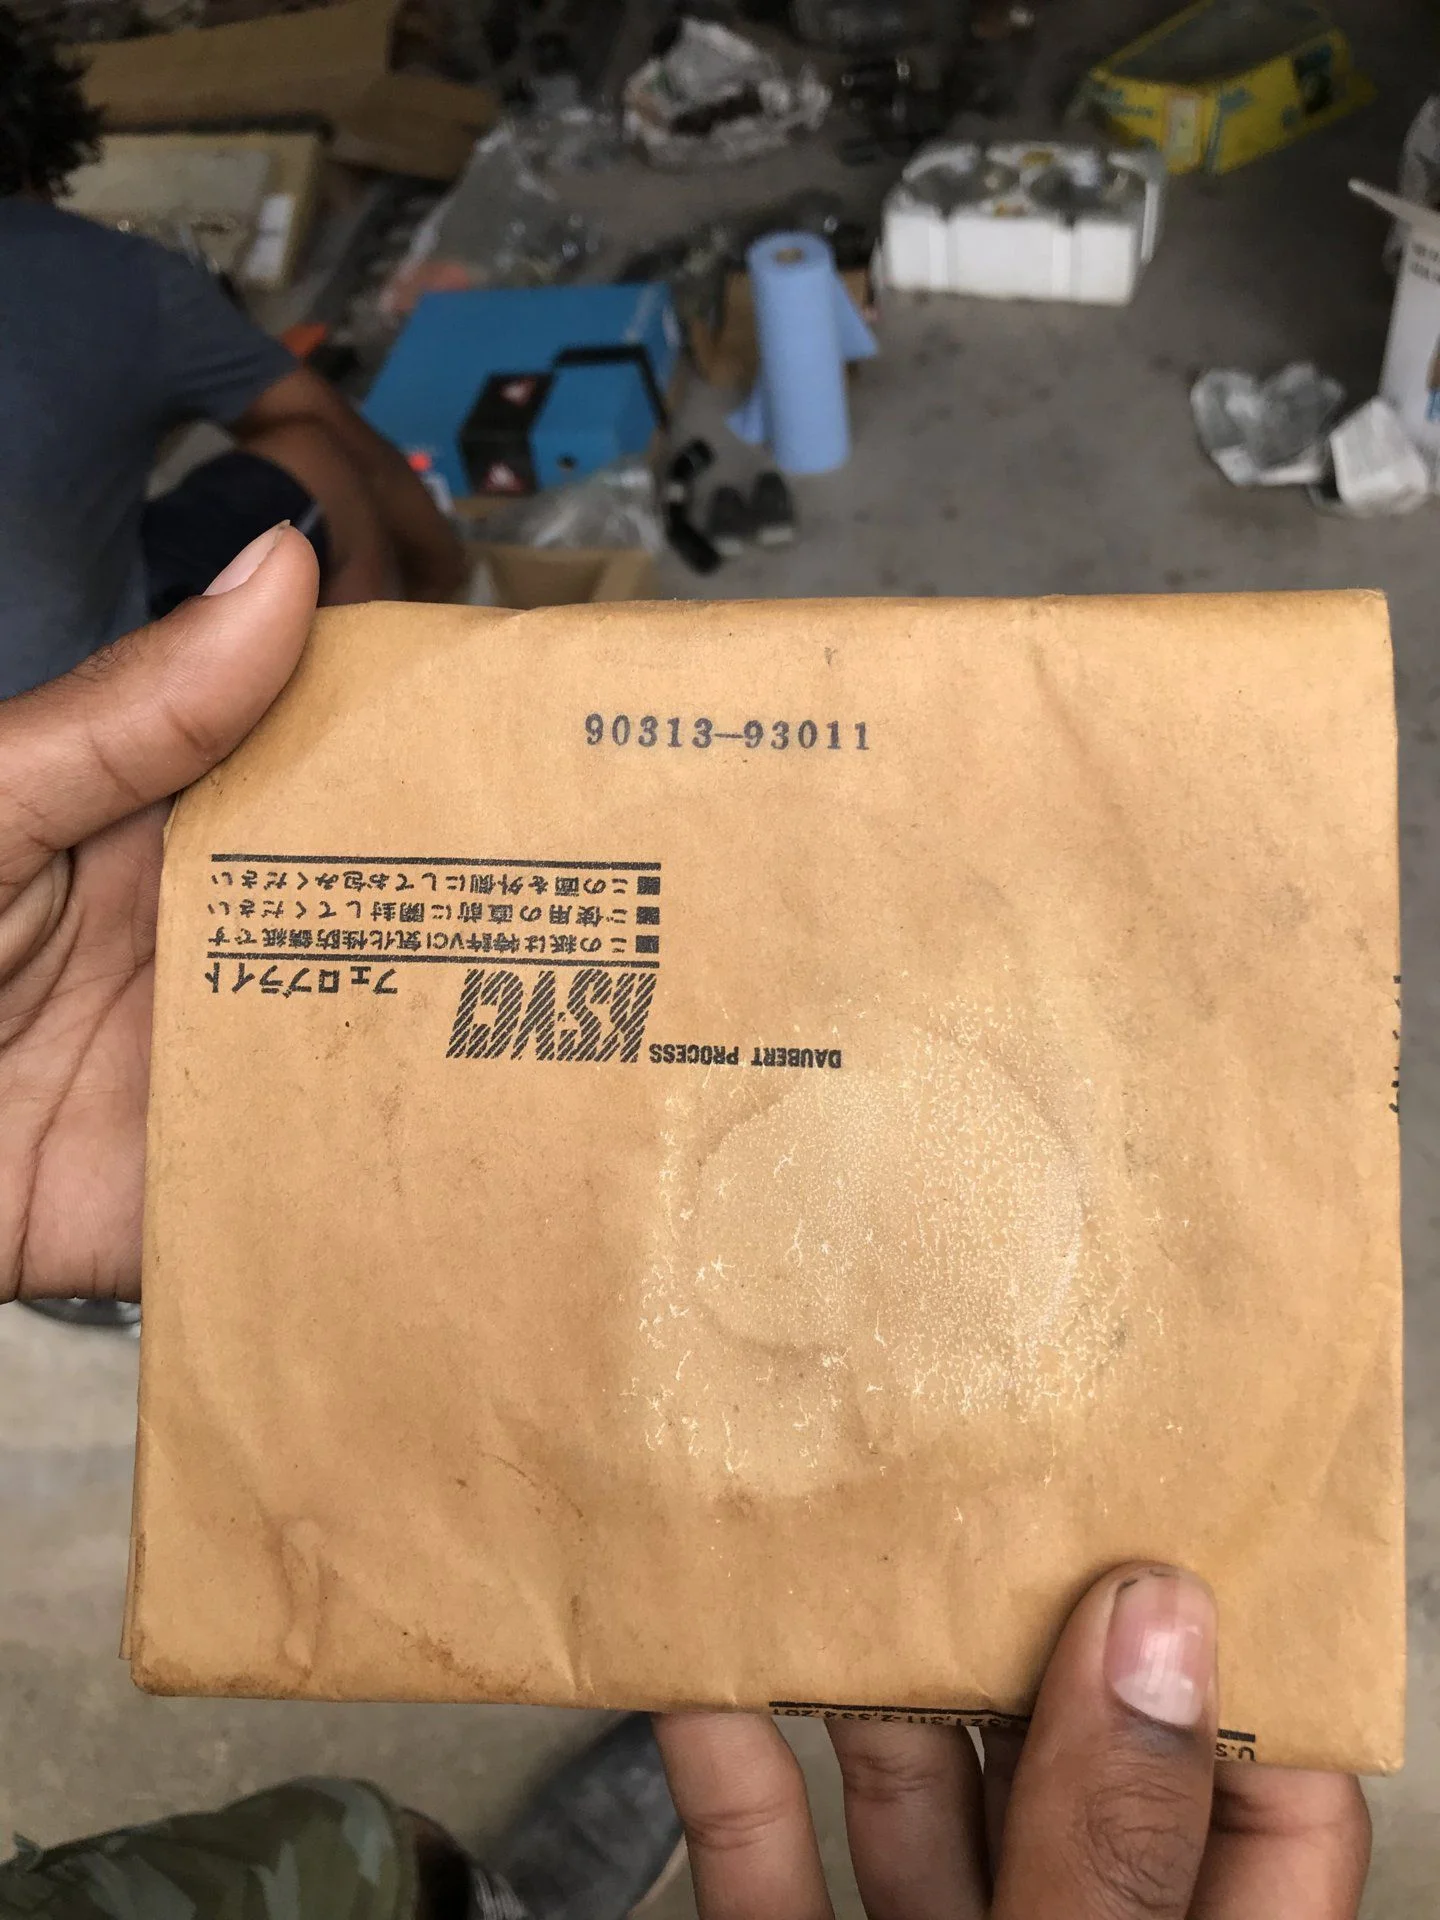 90313-93011
DAUBERT PROCESS
KSVCI フェロブライト
■この紙は特許VCI気化性防錆紙です
■ご使用の直前に開封してください
■この面を外側にしてお包みください
U.S.